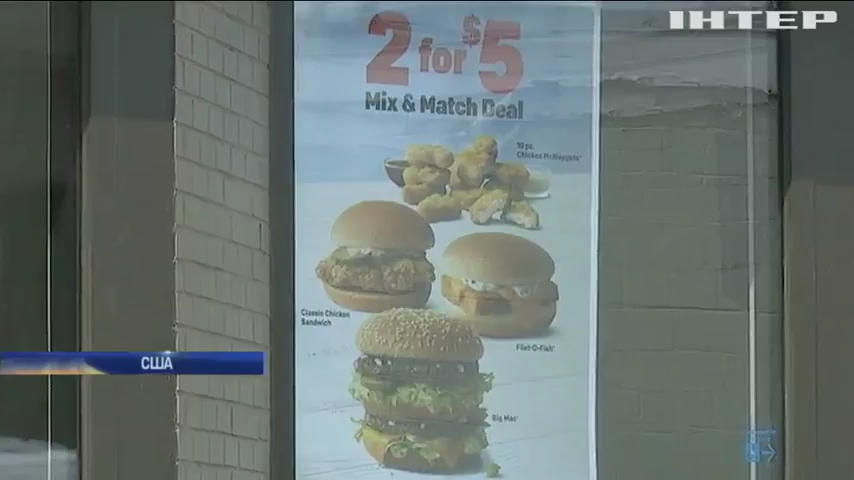 ІНТЕР
2 for $5
Mix & Match Deal
10 pc.
Chicken McNuggets®
Classic Chicken
Sandwich
Filet-O-Fish®
Big Mac®
США